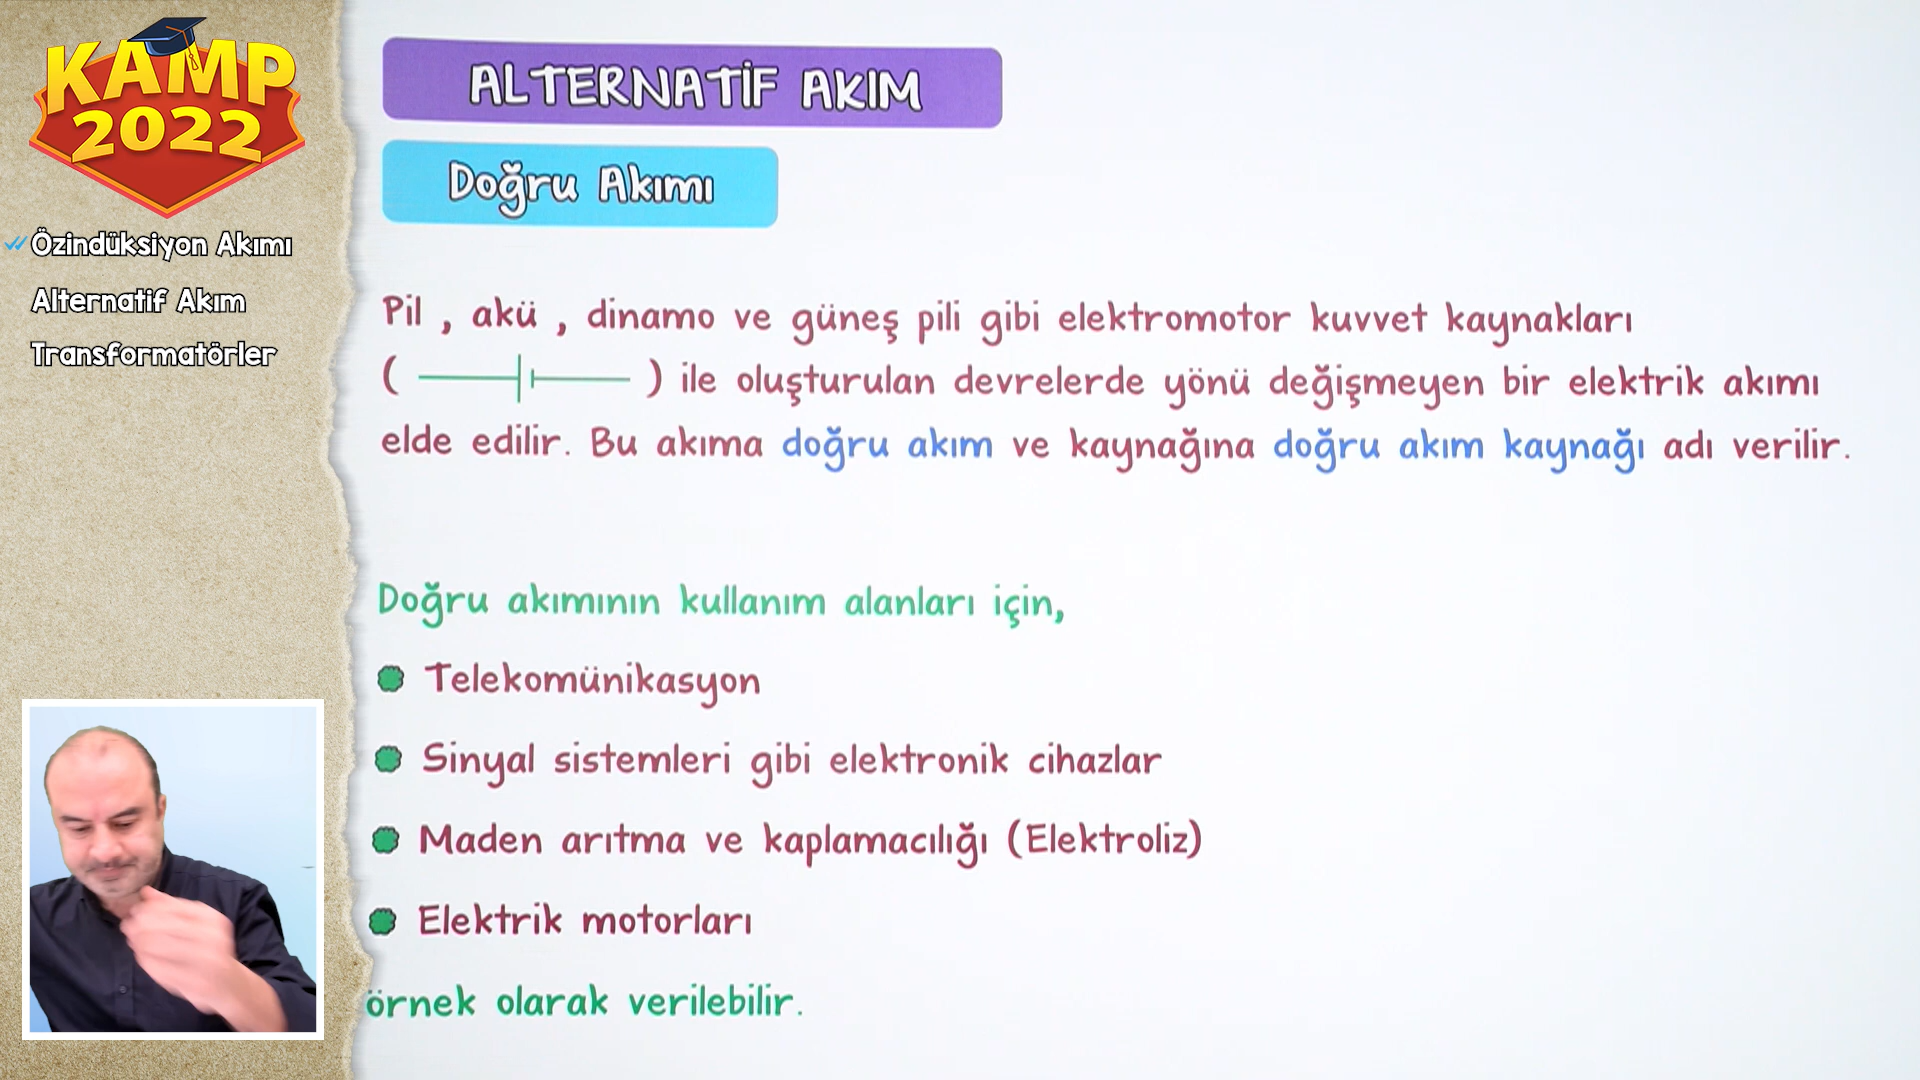 KAMP
2022
Özindüksiyon Akımı
Alternatif Akım
Transformatörler
ALTERNATİF AKIM
Doğru Akımı
Pil , akü , dinamo ve güneş pili gibi elektromotor kuvvet kaynakları
( ) ile oluşturulan devrelerde yönü değişmeyen bir elektrik akımı
elde edilir. Bu akıma doğru akım ve kaynağına doğru akım kaynağı adı verilir.
Doğru akımının kullanım alanları için,
Telekomünikasyon
Sinyal sistemleri gibi elektronik cihazlar
Maden arıtma ve kaplamacılığı (Elektroliz)
Elektrik motorları
örnek olarak verilebilir.